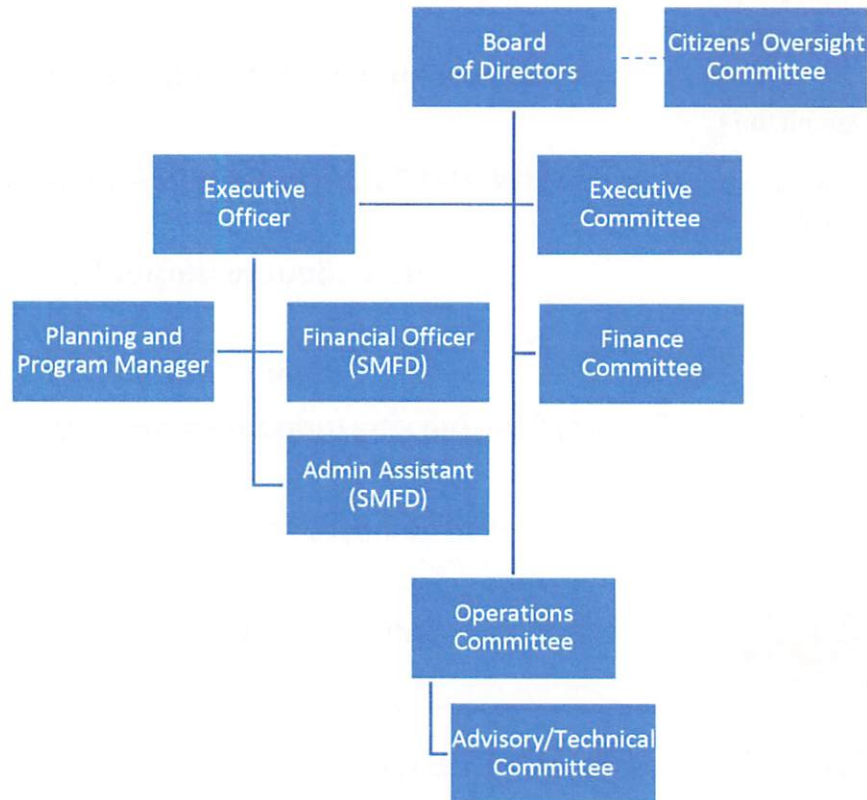 Board
of Directors
Citizens' Oversight
Committee
Executive
Officer
Executive
Committee
Planning and
Program Manager
Financial Officer
(SMFD)
Finance
Committee
Admin Assistant
(SMFD)
Operations
Committee
Advisory/Technical
Committee